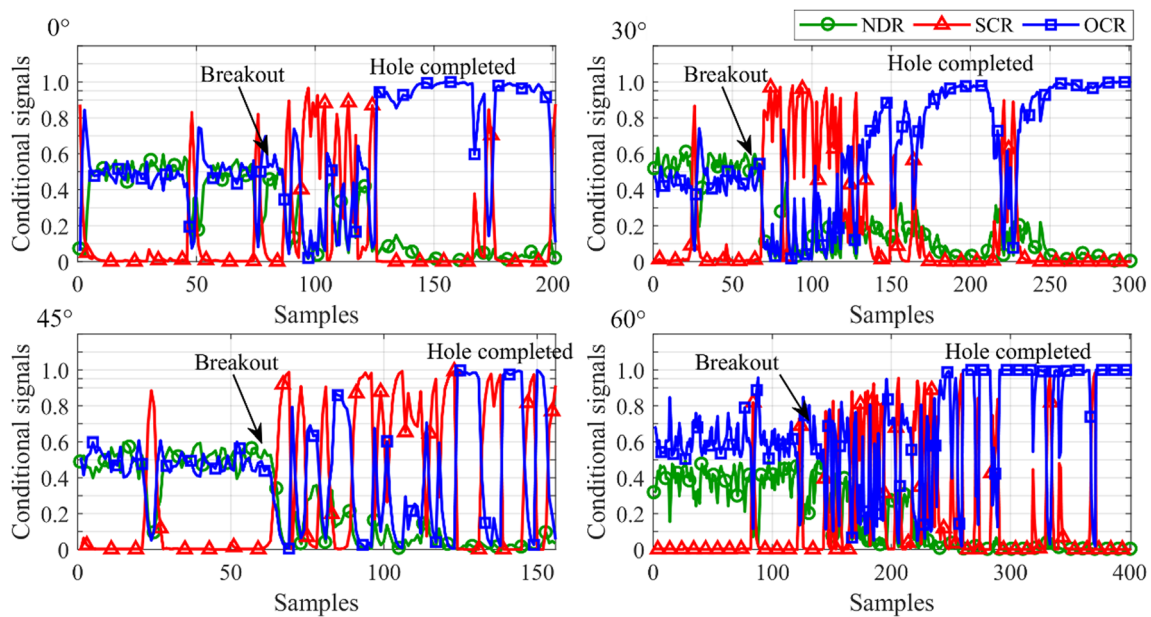 NDR SCR OCR
0°
30°
Breakout
Hole completed
Breakout
Hole completed
Conditional signals
1.0
0.8
0.6
0.4
0.2
0
Conditional signals
1.0
0.8
0.6
0.4
0.2
0
0 50 100 150 200
0 50 100 150 200 250 300
Samples
Samples
45°
60°
Breakout
Hole completed
Breakout
Hole completed
Conditional signals
1.0
0.8
0.6
0.4
0.2
0
Conditional signals
1.0
0.8
0.6
0.4
0.2
0
0 50 100 150
0 100 200 300 400
Samples
Samples